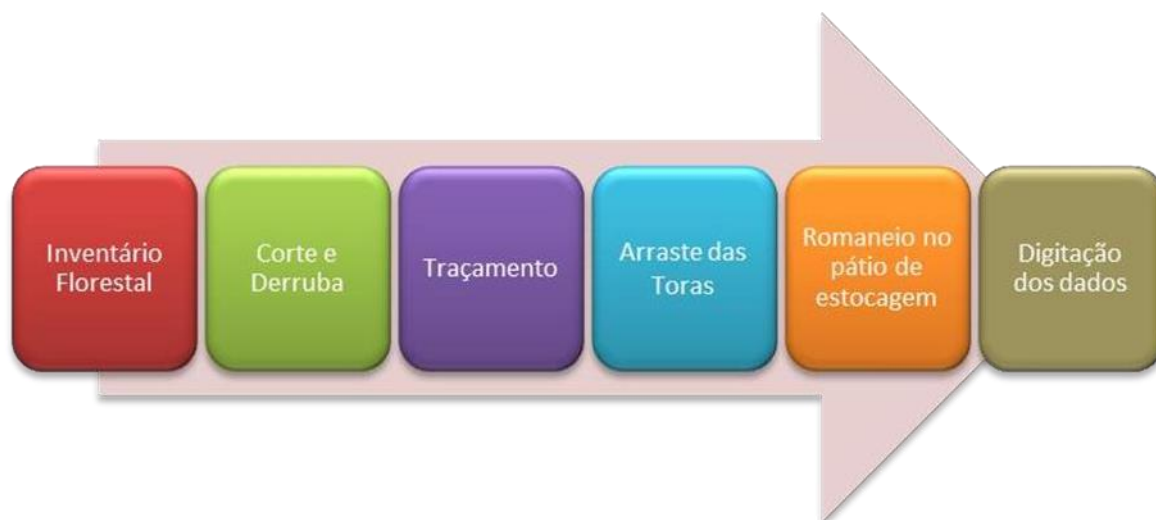 Inventário
Florestal
Corte e
Derruba
Traçamento
Arraste das
Toras
Romaneio no
pátio de
estocagem
Digitação
dos dados